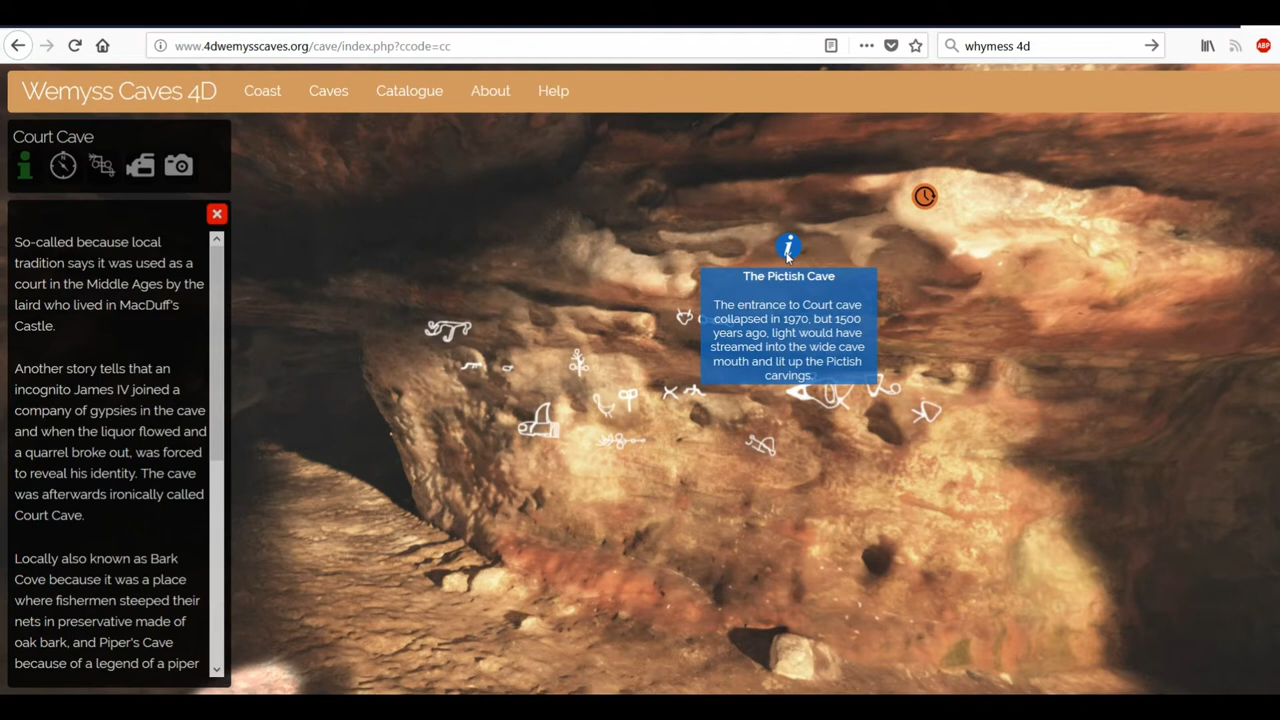 www.4dwemysscaves.org/cave/index.php?ccode=cc
whymess 4d
ABP
Wemyss Caves 4D Coast Caves Catalogue About Help
Court Cave
So-called because local
tradition says it was used as a
court in the Middle Ages by the
laird who lived in MacDuff's
Castle.
Another story tells that an
incognito James IV joined a
company of gypsies in the cave
and when the liquor flowed and
a quarrel broke out, was forced
to reveal his identity. The cave
was afterwards ironically called
Court Cave.
Locally also known as Bark
Cove because it was a place
where fishermen steeped their
nets in preservative made of
oak bark, and Piper's Cave
because of a legend of a piper
The Pictish Cave
The entrance to Court cave
collapsed in 1970, but 1500
years ago, light would have
streamed into the wide cave
mouth and lit up the Pictish
carvings.